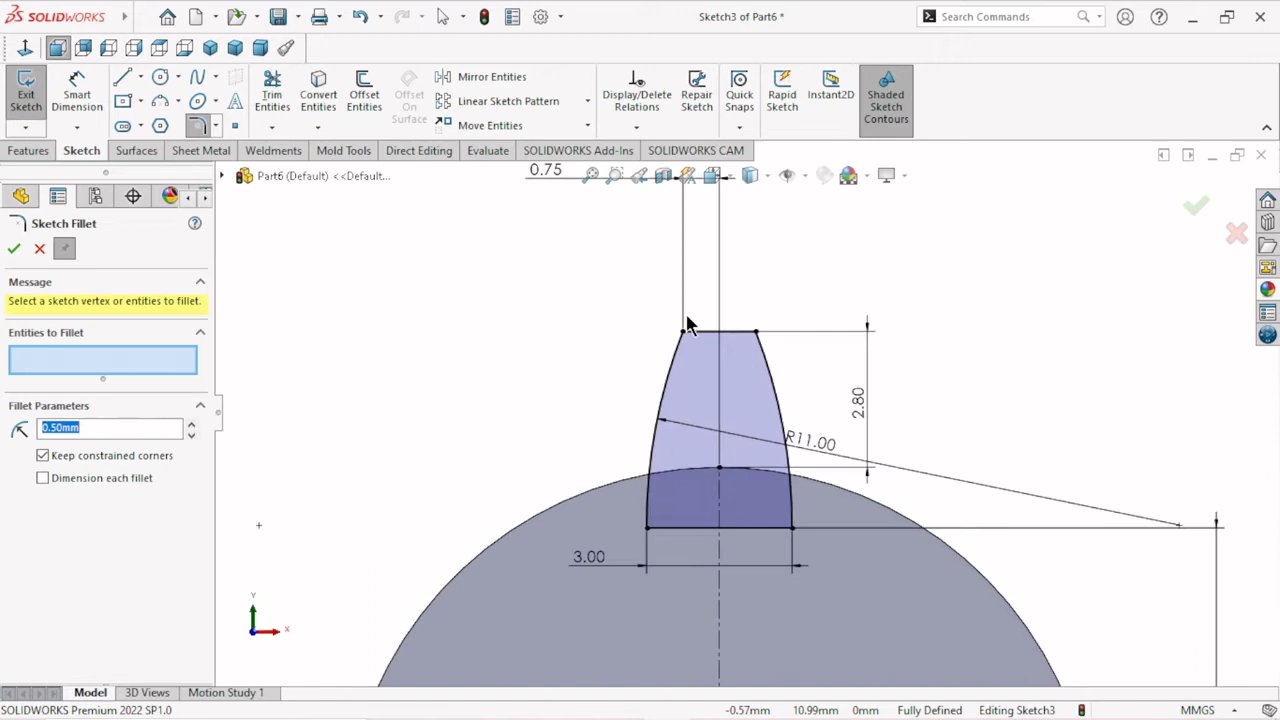 SOLIDWORKS
Sketch3 of Part6 *
Search Commands
Exit Sketch
Smart Dimension
Trim Entities
Convert Entities
Offset Entities
Offset On Surface
Mirror Entities
Linear Sketch Pattern
Move Entities
Display/Delete Relations
Repair Sketch
Quick Snaps
Rapid Sketch
Instant2D
Shaded Sketch Contours
Features Sketch Surfaces Sheet Metal Weldments Mold Tools Direct Editing Evaluate SOLIDWORKS Add-Ins SOLIDWORKS CAM
Part6 (Default) <<Default...
0.75
Sketch Fillet
Message
Select a sketch vertex or entities to fillet.
Entities to Fillet
Fillet Parameters
0.50mm
Keep constrained corners
Dimension each fillet
2.80
R11.00
3.00
Y
X
Model 3D Views Motion Study 1
SOLIDWORKS Premium 2022 SP1.0
-0.57mm 10.99mm 0mm Fully Defined Editing Sketch3 MMGS